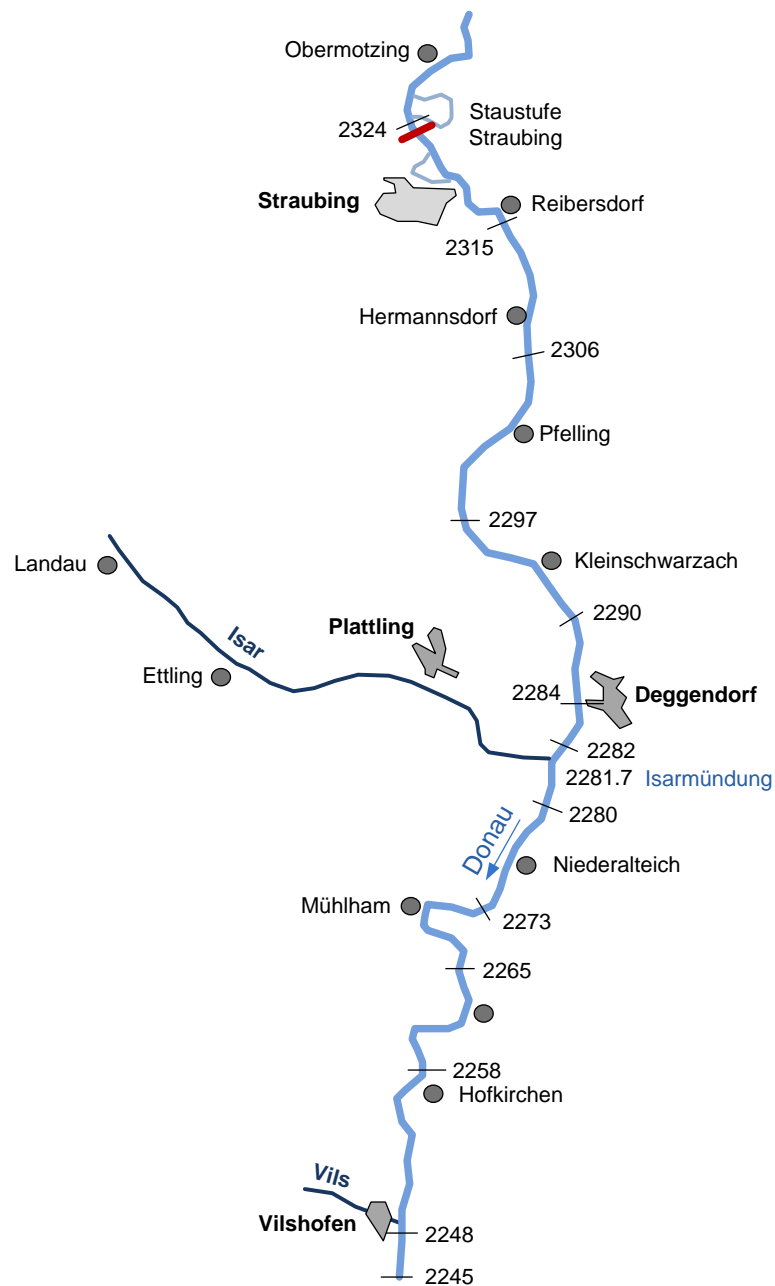 Obermotzing
2324
Staustufe
Straubing
Straubing
Reibersdorf
2315
Hermannsdorf
2306
Pfelling
2297
Landau
Kleinschwarzach
Isar
Plattling
2290
Ettling
2284
Deggendorf
2282
2281.7 Isarmündung
2280
Donau
Niederalteich
Mühlham
2273
2265
2258
Hofkirchen
Vils
Vilshofen
2248
2245